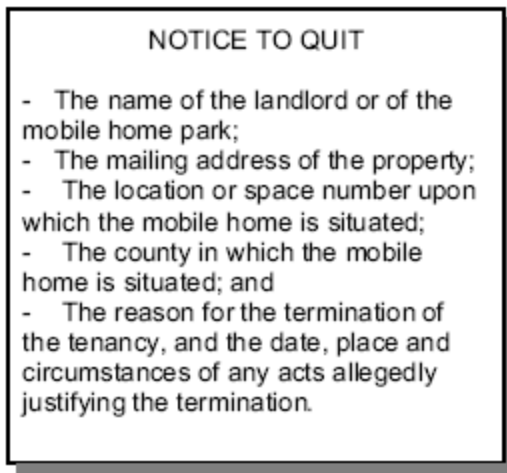 NOTICE TO QUIT
- The name of the landlord or of the
mobile home park;
- The mailing address of the property;
- The location or space number upon
which the mobile home is situated;
- The county in which the mobile
home is situated; and
- The reason for the termination of
the tenancy, and the date, place and
circumstances of any acts allegedly
justifying the termination.